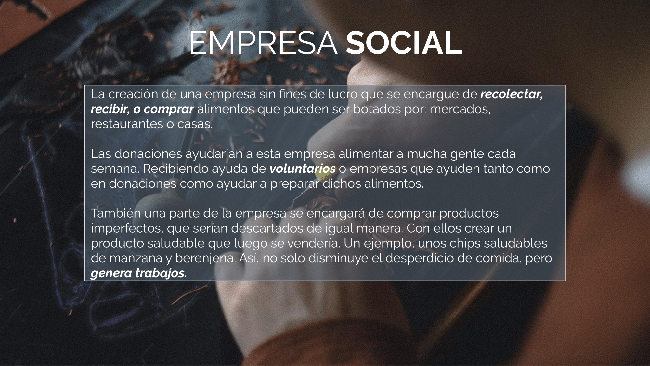 EMPRESA SOCIAL
La creación de una empresa sin fines de lucro que se encargue de recolectar,
recibir, o comprar alimentos que pueden ser botados por: mercados,
restaurantes o casas.
Las donaciones ayudarían a esta empresa alimentar a mucha gente cada
semana. Recibiendo ayuda de voluntarios o empresas que ayuden tanto como
en donaciones como ayudar a preparar dichos alimentos.
También una parte de la empresa se encargará de comprar productos
imperfectos, que serían descartados de igual manera. Con ellos crear un
producto saludable que luego se vendería. Un ejemplo, unos chips saludables
de manzana y berenjena. Así, no solo disminuye el desperdicio de comida, pero
genera trabajos.